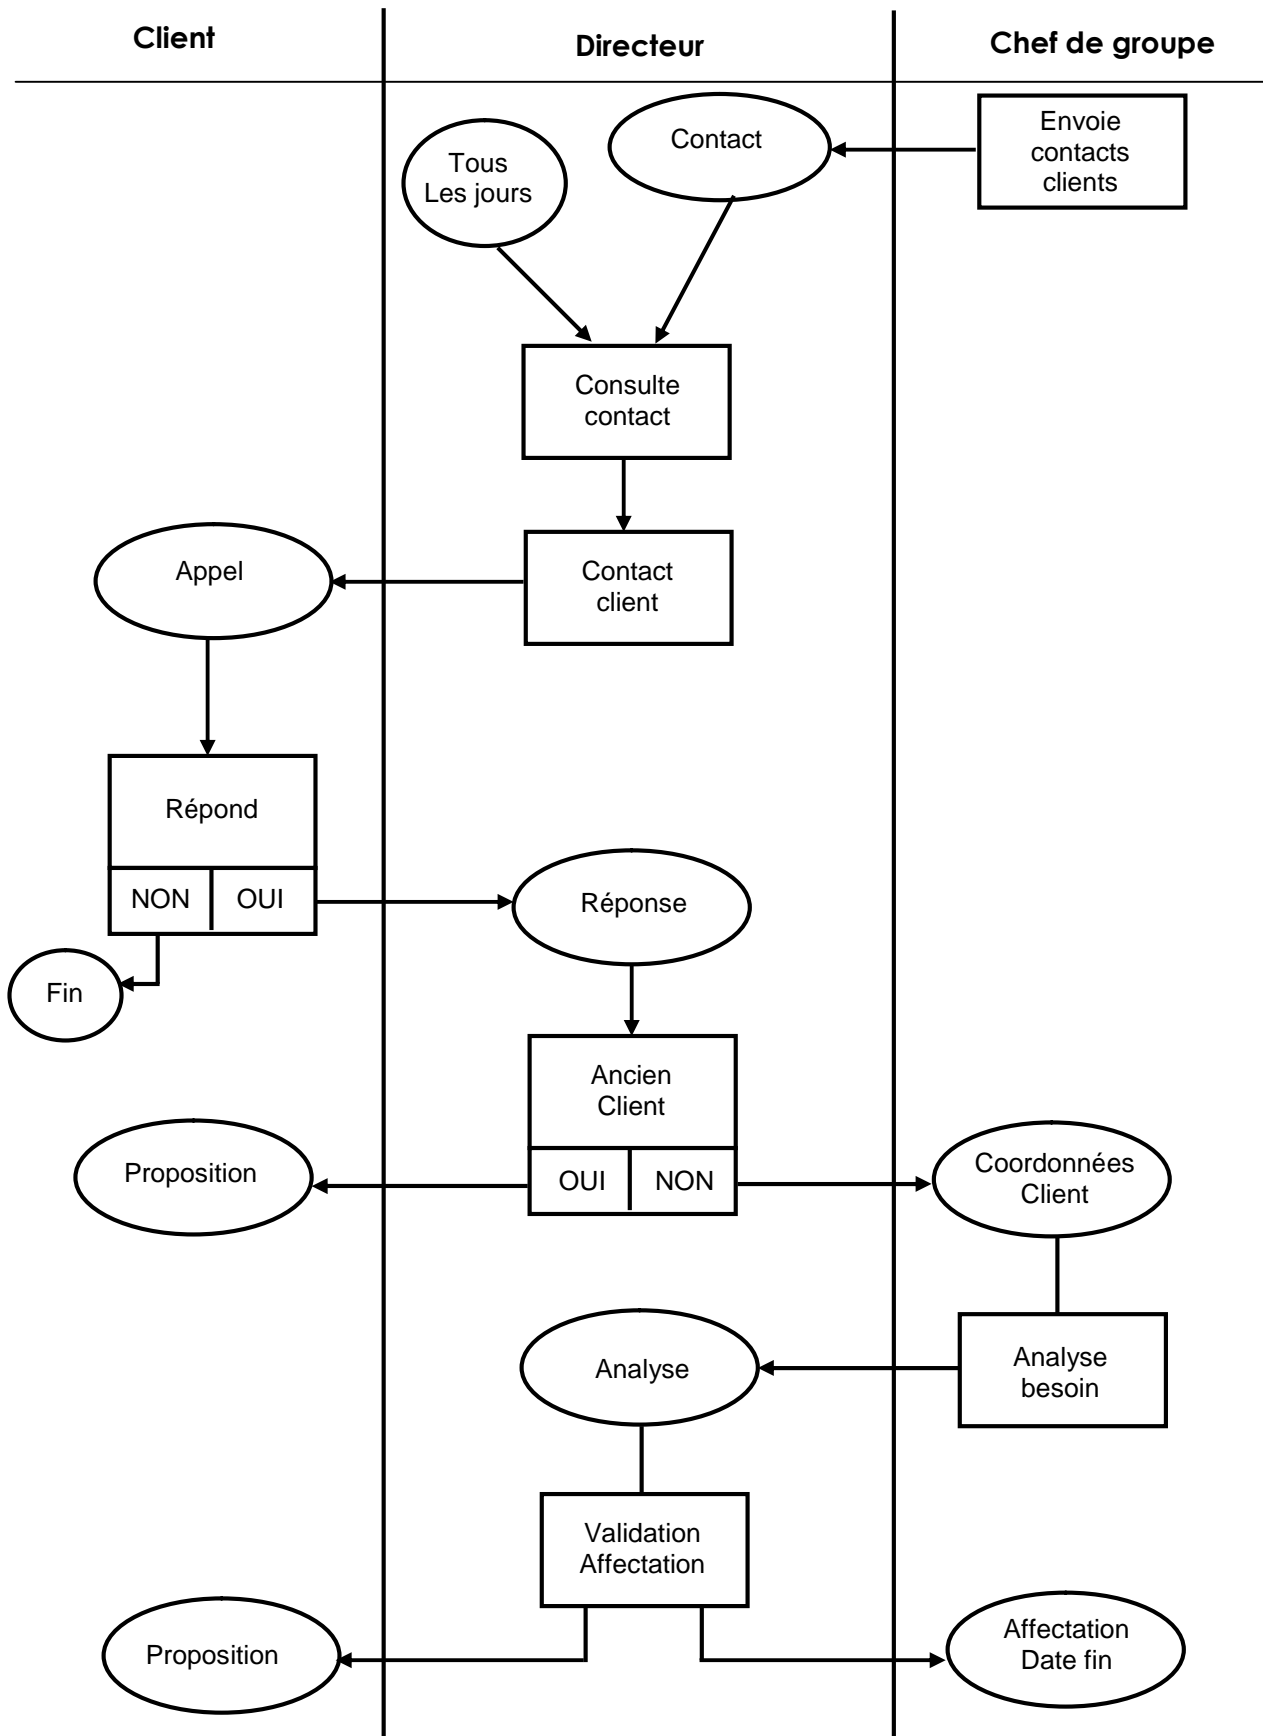 Client
Directeur
Chef de groupe
Tous
Les jours
Contact
Envoie
contacts
clients
Consulte
contact
Appel
Contact
client
Répond
NON
OUI
Réponse
Fin
Ancien
Client
Proposition
OUI
NON
Coordonnées
Client
Analyse
Analyse
besoin
Validation
Affectation
Proposition
Affectation
Date fin